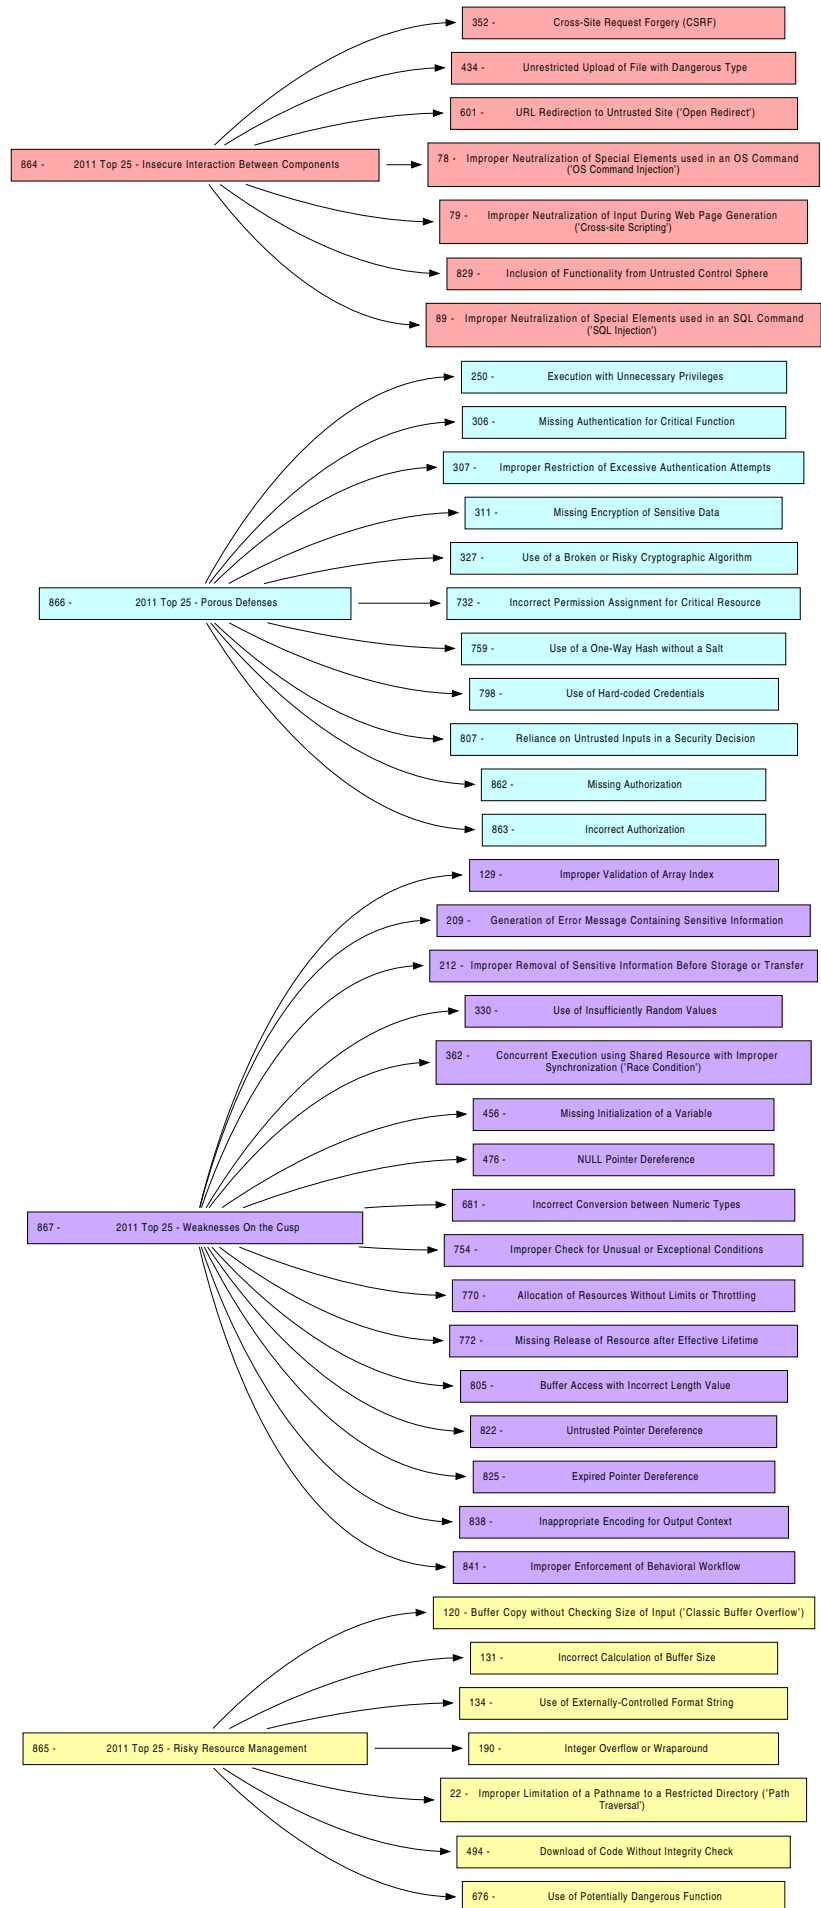 352 - Cross-Site Request Forgery (CSRF)
434 - Unrestricted Upload of File with Dangerous Type
601 - URL Redirection to Untrusted Site ('Open Redirect')
864 - 2011 Top 25 - Insecure Interaction Between Components
78 - Improper Neutralization of Special Elements used in an OS Command
('OS Command Injection')
79 - Improper Neutralization of Input During Web Page Generation
('Cross-site Scripting')
829 - Inclusion of Functionality from Untrusted Control Sphere
89 - Improper Neutralization of Special Elements used in an SQL Command
('SQL Injection')
250 - Execution with Unnecessary Privileges
306 - Missing Authentication for Critical Function
307 - Improper Restriction of Excessive Authentication Attempts
311 - Missing Encryption of Sensitive Data
327 - Use of a Broken or Risky Cryptographic Algorithm
866 - 2011 Top 25 - Porous Defenses
732 - Incorrect Permission Assignment for Critical Resource
759 - Use of a One-Way Hash without a Salt
798 - Use of Hard-coded Credentials
807 - Reliance on Untrusted Inputs in a Security Decision
862 - Missing Authorization
863 - Incorrect Authorization
129 - Improper Validation of Array Index
209 - Generation of Error Message Containing Sensitive Information
212 - Improper Removal of Sensitive Information Before Storage or Transfer
330 - Use of Insufficiently Random Values
362 - Concurrent Execution using Shared Resource with Improper
Synchronization ('Race Condition')
456 - Missing Initialization of a Variable
476 - NULL Pointer Dereference
681 - Incorrect Conversion between Numeric Types
867 - 2011 Top 25 - Weaknesses On the Cusp
754 - Improper Check for Unusual or Exceptional Conditions
770 - Allocation of Resources Without Limits or Throttling
772 - Missing Release of Resource after Effective Lifetime
805 - Buffer Access with Incorrect Length Value
822 - Untrusted Pointer Dereference
825 - Expired Pointer Dereference
838 - Inappropriate Encoding for Output Context
841 - Improper Enforcement of Behavioral Workflow
120 - Buffer Copy without Checking Size of Input ('Classic Buffer Overflow')
131 - Incorrect Calculation of Buffer Size
134 - Use of Externally-Controlled Format String
865 - 2011 Top 25 - Risky Resource Management
190 - Integer Overflow or Wraparound
22 - Improper Limitation of a Pathname to a Restricted Directory ('Path
Traversal')
494 - Download of Code Without Integrity Check
676 - Use of Potentially Dangerous Function